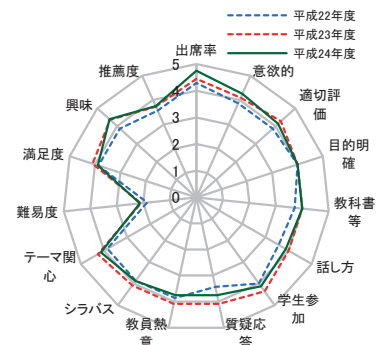 平成22年度
平成23年度
平成24年度
出席率
意欲的
適切評
価
目的明
確
教科書
等
話し方
学生参
加
質疑応
答
教員熱
意
シラバス
テーマ関
心
難易度
満足度
興味
推薦度
5
4
3
2
1
0